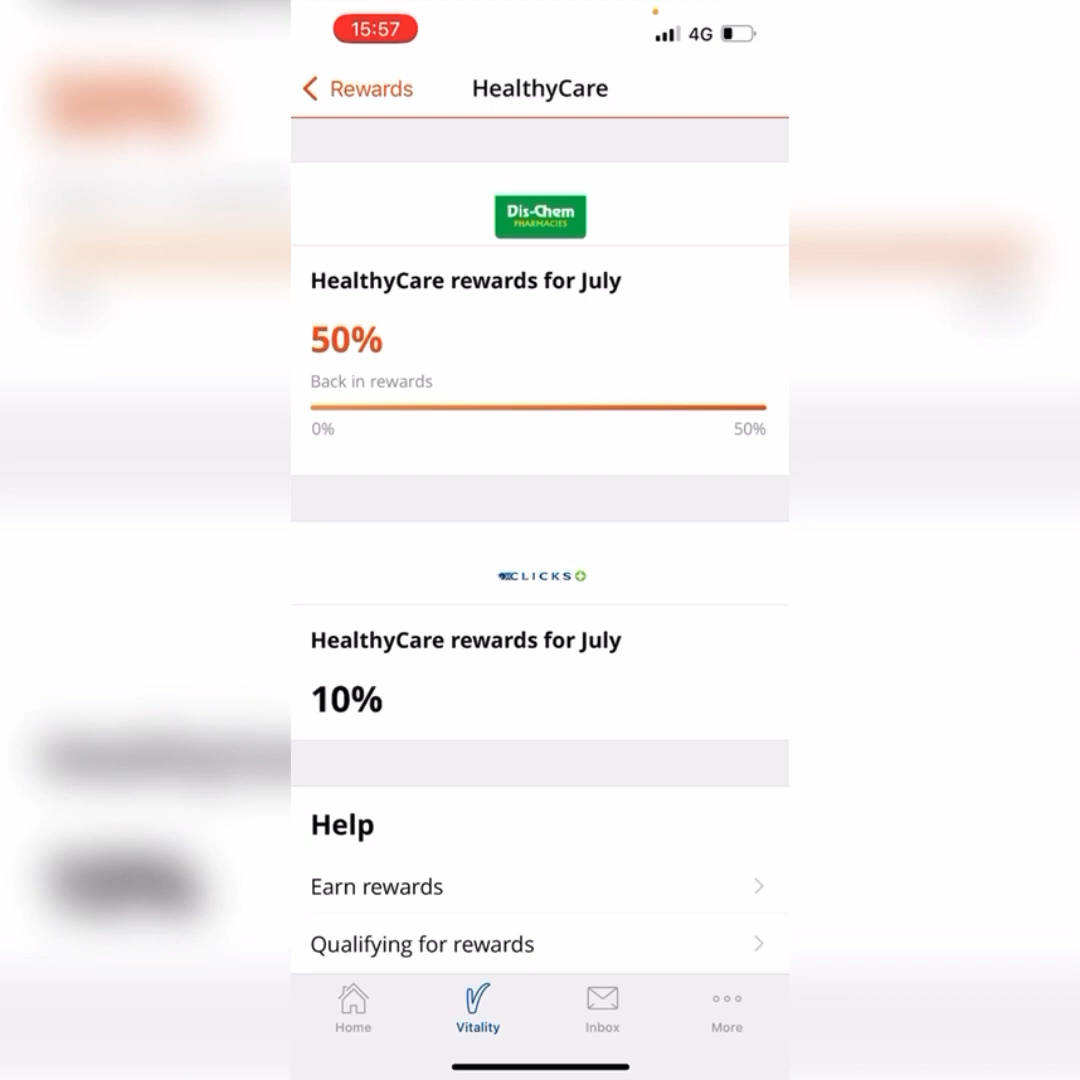 15:57
4G
Rewards
HealthyCare
Dis-Chem
PHARMACIES
HealthyCare rewards for July
50%
Back in rewards
0%
50%
CLICKS
HealthyCare rewards for July
10%
Help
Earn rewards
Qualifying for rewards
Home
Vitality
Inbox
More